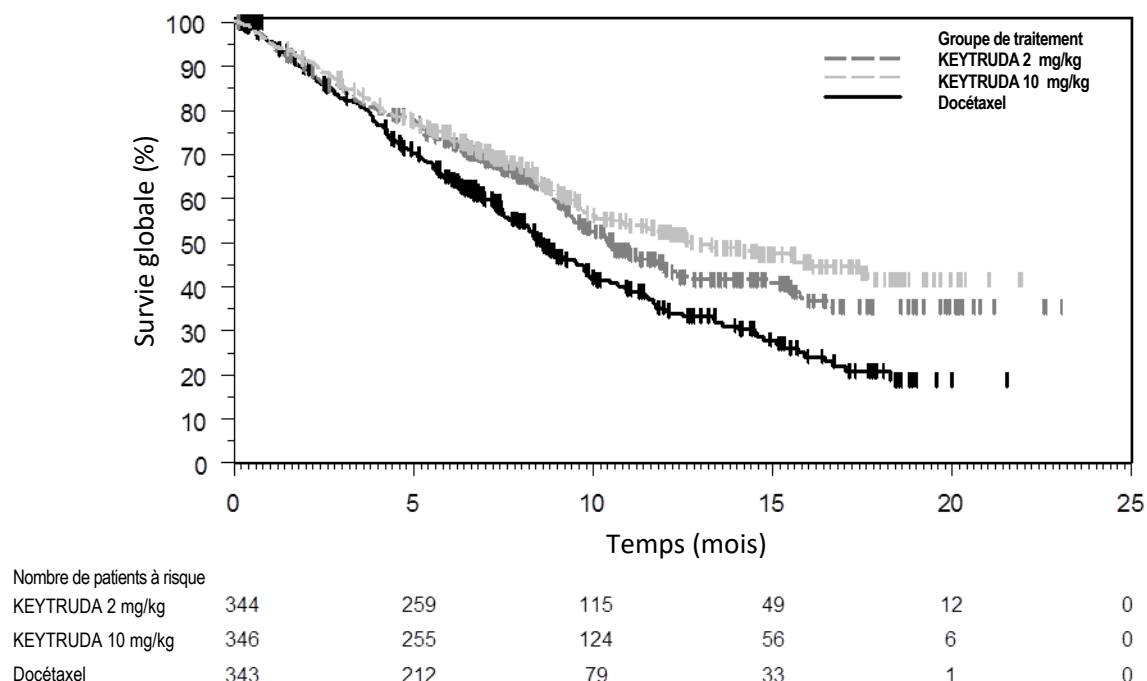 Groupe de traitement
KEYTRUDA 2 mg/kg
KEYTRUDA 10 mg/kg
Docétaxel
Survie globale (%)
100
90
80
70
60
50
40
30
20
10
0
0 5 10 15 20 25
Temps (mois)
Nombre de patients à risque
KEYTRUDA 2 mg/kg 344 259 115 49 12 0
KEYTRUDA 10 mg/kg 346 255 124 56 6 0
Docétaxel 343 212 79 33 1 0